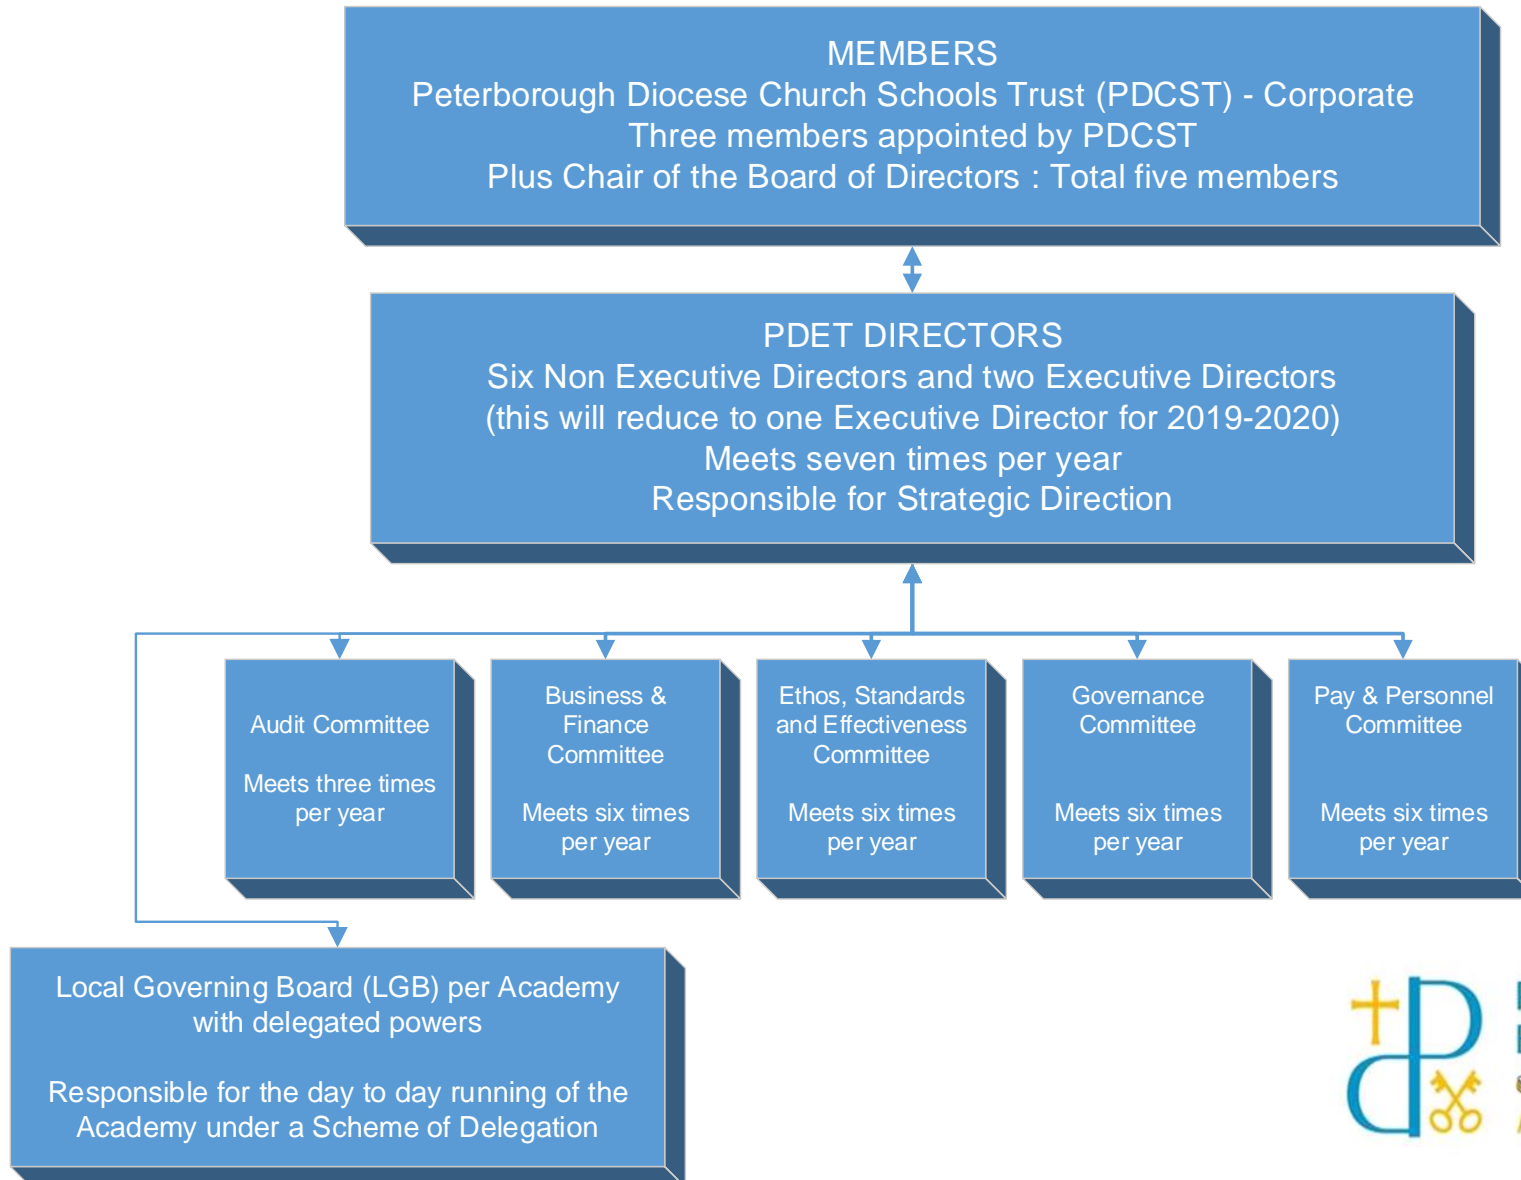 MEMBERS
Peterborough Diocese Church Schools Trust (PDCST) - Corporate
Three members appointed by PDCST
Plus Chair of the Board of Directors : Total five members
PDET DIRECTORS
Six Non Executive Directors and two Executive Directors
(this will reduce to one Executive Director for 2019-2020)
Meets seven times per year
Responsible for Strategic Direction
Audit Committee
Meets three times
per year
Business &
Finance
Committee
Meets six times
per year
Ethos, Standards
and Effectiveness
Committee
Meets six times
per year
Governance
Committee
Meets six times
per year
Pay & Personnel
Committee
Meets six times
per year
Local Governing Board (LGB) per Academy
with delegated powers
Responsible for the day to day running of the
Academy under a Scheme of Delegation